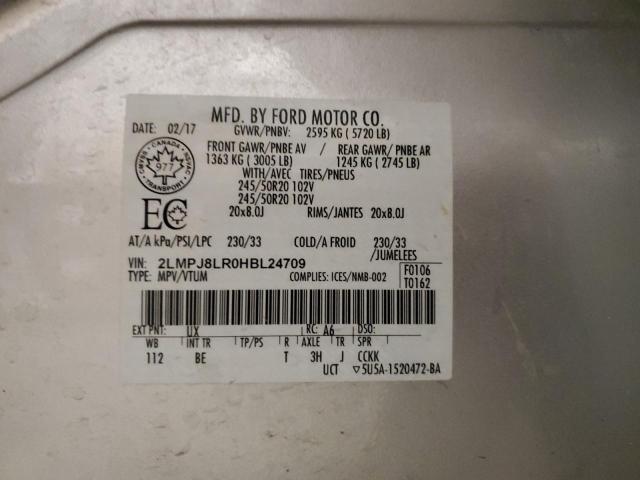 MFD. BY FORD MOTOR CO.
DATE: 02/17 GVWR/PNBV: 2595 KG ( 5720 LB)
FRONT GAWR/PNBE AV / REAR GAWR/ PNBE AR
1363 KG ( 3005 LB) 1245 KG ( 2745 LB)
WITH/AVEC TIRES/PNEUS
245/50R20 102V
245/50R20 102V
20x8.0J RIMS/JANTES 20x8.0J
CANADA
977
TRANSPORT
EC
AT/A kPa/PSI/LPC 230/33 COLD/A FROID 230/33
/JUMELEES
VIN: 2LMPJ8LR0HBL24709
TYPE: MPV/VTUM COMPLIES: ICES/NMB-002
F0106
T0162
EXT PNT: UX RC: A6 DSO:
WB INT TR TP/PS R AXLE TR SPR
112 BE T 3H J CCKK
UCT ▽5U5A-1520472-BA